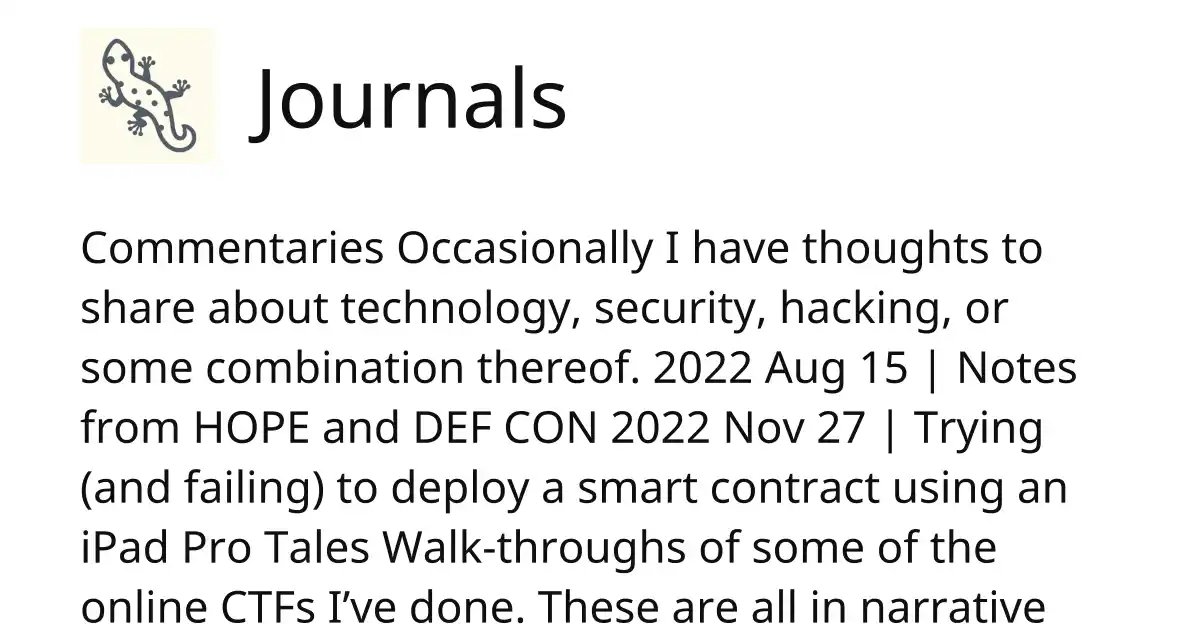 Journals
Commentaries Occasionally I have thoughts to
share about technology, security, hacking, or
some combination thereof. 2022 Aug 15 | Notes
from HOPE and DEF CON 2022 Nov 27 | Trying
(and failing) to deploy a smart contract using an
iPad Pro Tales Walk-throughs of some of the
online CTFs I’ve done. These are all in narrative